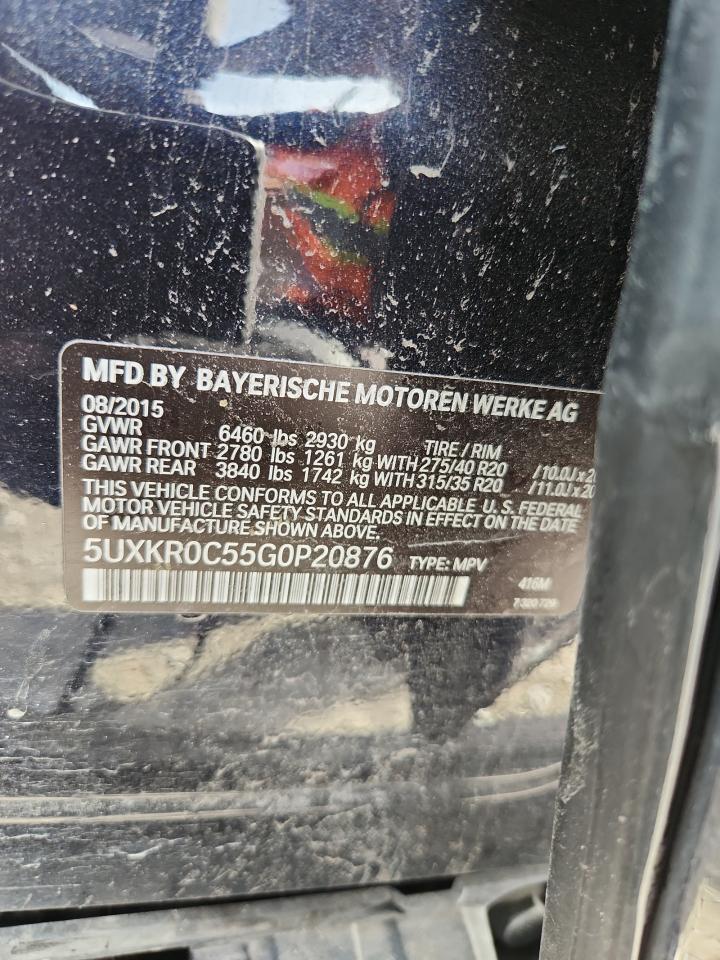 MFD BY BAYERISCHE MOTOREN WERKE AG
08/2015
GVWR 6460 lbs 2930 kg TIRE / RIM
GAWR FRONT 2780 lbs 1261 kg WITH 275/40 R20 /10.0J x 2
GAWR REAR 3840 lbs 1742 kg WITH 315/35 R20 /11.0J x 20
THIS VEHICLE CONFORMS TO ALL APPLICABLE U.S. FEDERAL
MOTOR VEHICLE SAFETY STANDARDS IN EFFECT ON THE DATE
OF MANUFACTURE SHOWN ABOVE.
5UXKR0C55G0P20876 TYPE: MPV 416M
7320729